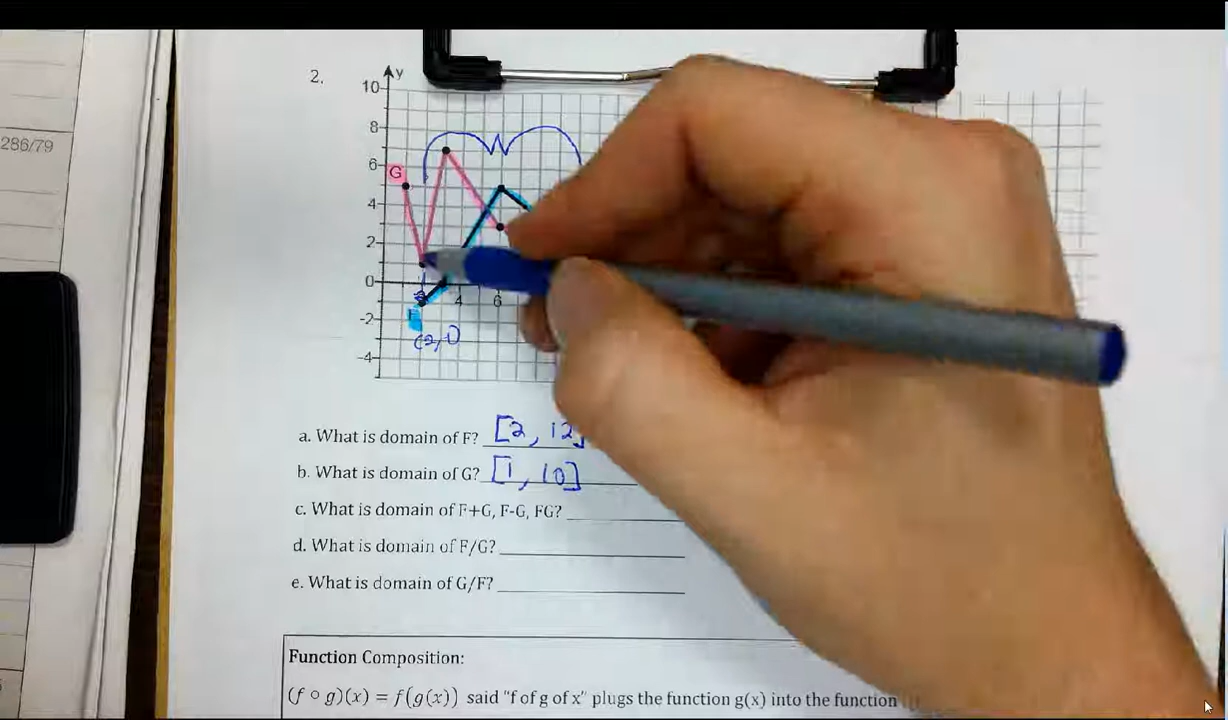 2.
y
10
8
286/79
6
G
4
2
0
4
6
-2
F
(2,-1)
-4
a. What is domain of F? [2, 12]
b. What is domain of G? [1, 10]
c. What is domain of F+G, F-G, FG?
d. What is domain of F/G?
e. What is domain of G/F?
Function Composition:
(f ∘ g)(x) = f(g(x)) said "f of g of x" plugs the function g(x) into the function